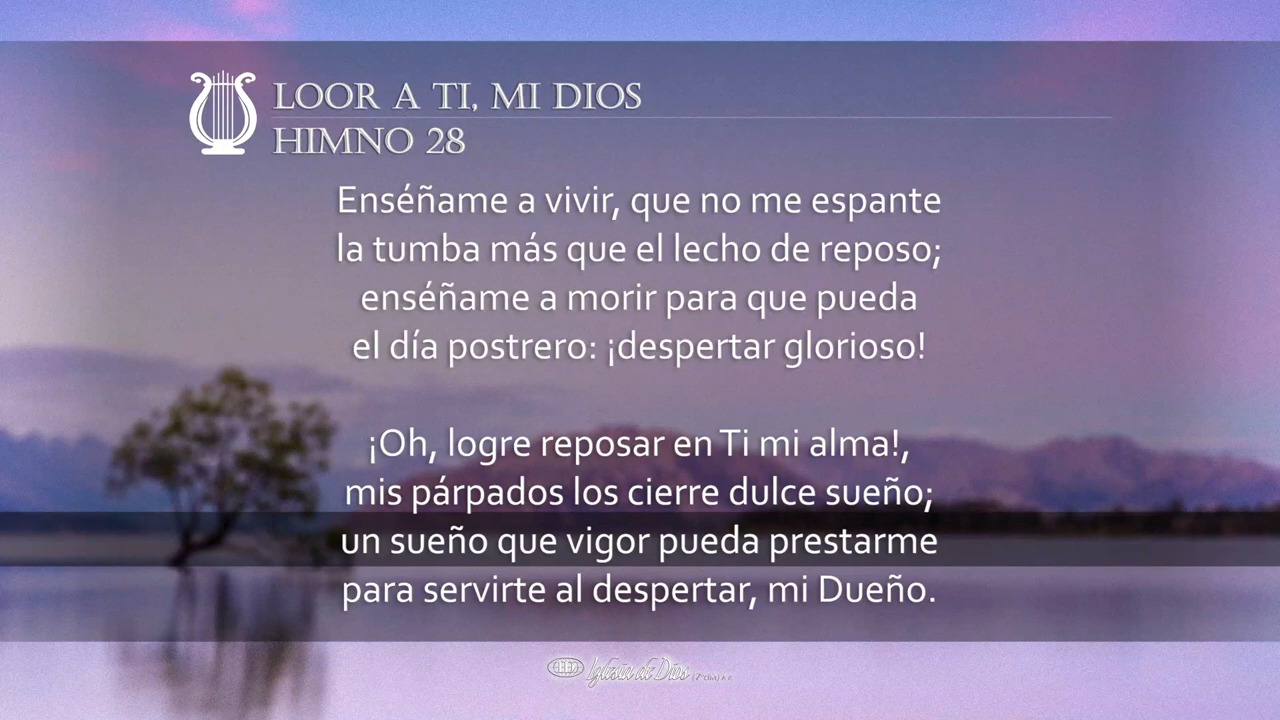 LOOR A TI, MI DIOS
HIMNO 28
Enséñame a vivir, que no me espante
la tumba más que el lecho de reposo;
enséñame a morir para que pueda
el día postrero: ¡despertar glorioso!
¡Oh, logre reposar en Ti mi alma!,
mis párpados los cierre dulce sueño;
un sueño que vigor pueda prestarme
para servirte al despertar, mi Dueño.
Iglesia de Dios (7º día)